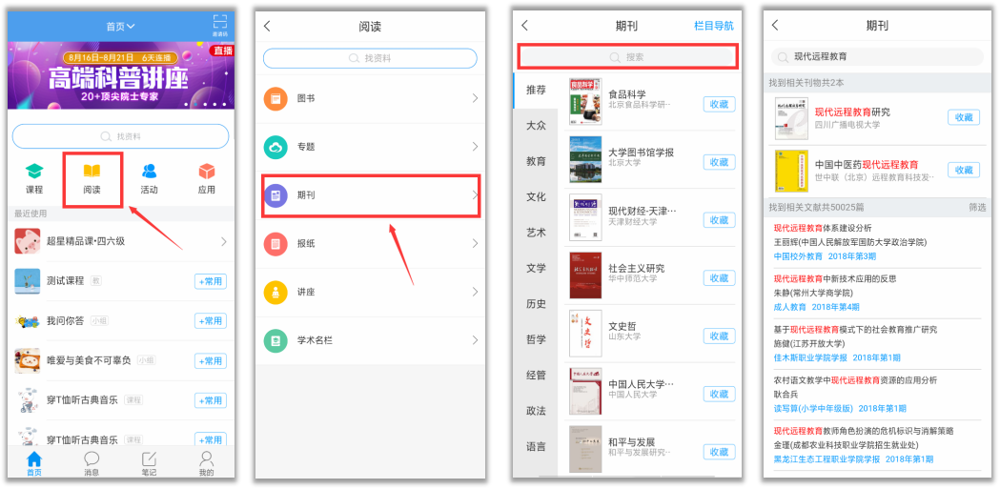 首页
邀请码
8月16日-8月21日 6天连播
直播
高端科普讲座
20+顶尖院士专家
找资料
课程
阅读
活动
应用
最近使用
超星精品课•四六级
测试课程 教
+常用
我问你答 小组
+常用
唯爱与美食不可辜负 小组
+常用
穿T恤听古典音乐 课程
+常用
穿T恤听古典音乐 课程
+常用
首页
消息
笔记
我的
阅读
找资料
图书
专题
期刊
报纸
讲座
学术名栏
期刊
栏目导航
搜索
推荐
大众
教育
文化
艺术
文学
历史
哲学
经管
政法
语言
食品科学
北京食品科学研…
收藏
大学图书馆学报
北京大学
收藏
现代财经-天津…
天津财经大学
收藏
社会主义研究
华中师范大学
收藏
文史哲
山东大学
收藏
中国人民大学…
中国人民大学
收藏
和平与发展
和平与发展研究…
收藏
期刊
现代远程教育
找到相关刊物共2本
现代远程教育研究
四川广播电视大学
收藏
中国中医药现代远程教育
世中联（北京）远程教育科技发…
收藏
找到相关文献共50025篇 筛选
现代远程教育体系建设分析
王丽辉(中国人民解放军国防大学政治学院)
中国校外教育 2018年第3期
现代远程教育中新技术应用的反思
朱静(常州大学商学院)
成人教育 2018年第4期
基于现代远程教育模式下的社会教育推广研究
施健(江苏开放大学)
佳木斯职业学院学报 2018年第1期
农村语文教学中现代远程教育资源的应用分析
耿合兵
读写算(小学中年级版) 2018年第1期
现代远程教育教师角色扮演的危机标识与消解策略
金瑾(成都农业科技职业学院招生就业处)
黑龙江生态工程职业学院学报 2018年第1期